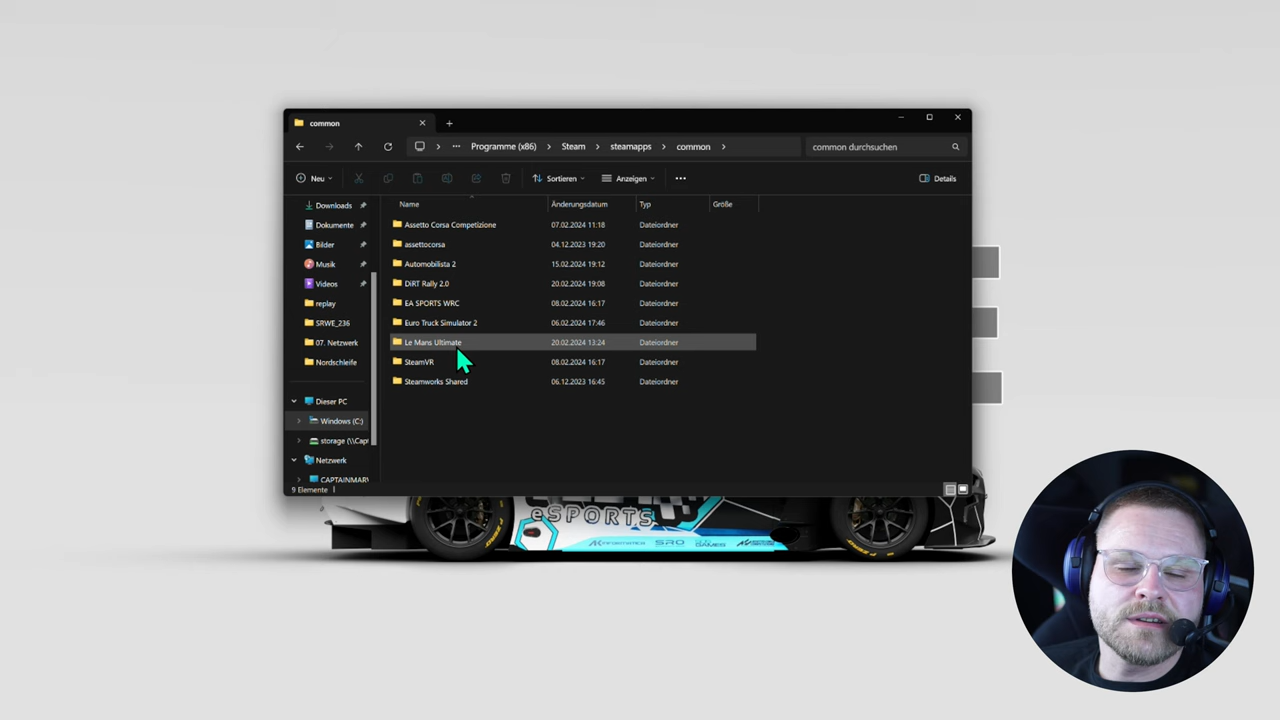 common
Programme (x86) > Steam > steamapps > common >
common durchsuchen
Neu
Sortieren
Anzeigen
Details
Name Änderungsdatum Typ Größe
Downloads
Dokumente
Bilder
Musik
Videos
replay
SRWE_236
07. Netzwerk
Nordschleife
Dieser PC
Windows (C:)
storage (\\Capt
Netzwerk
CAPTAINMARV
Assetto Corsa Competizione 07.02.2024 11:18 Dateiordner
assettocorsa 04.12.2023 19:20 Dateiordner
Automobilista 2 15.02.2024 19:12 Dateiordner
DiRT Rally 2.0 20.02.2024 19:08 Dateiordner
EA SPORTS WRC 08.02.2024 16:17 Dateiordner
Euro Truck Simulator 2 06.02.2024 17:46 Dateiordner
Le Mans Ultimate 20.02.2024 13:24 Dateiordner
SteamVR 08.02.2024 16:17 Dateiordner
Steamworks Shared 06.12.2023 16:45 Dateiordner
9 Elemente
eSPORTS
SRO